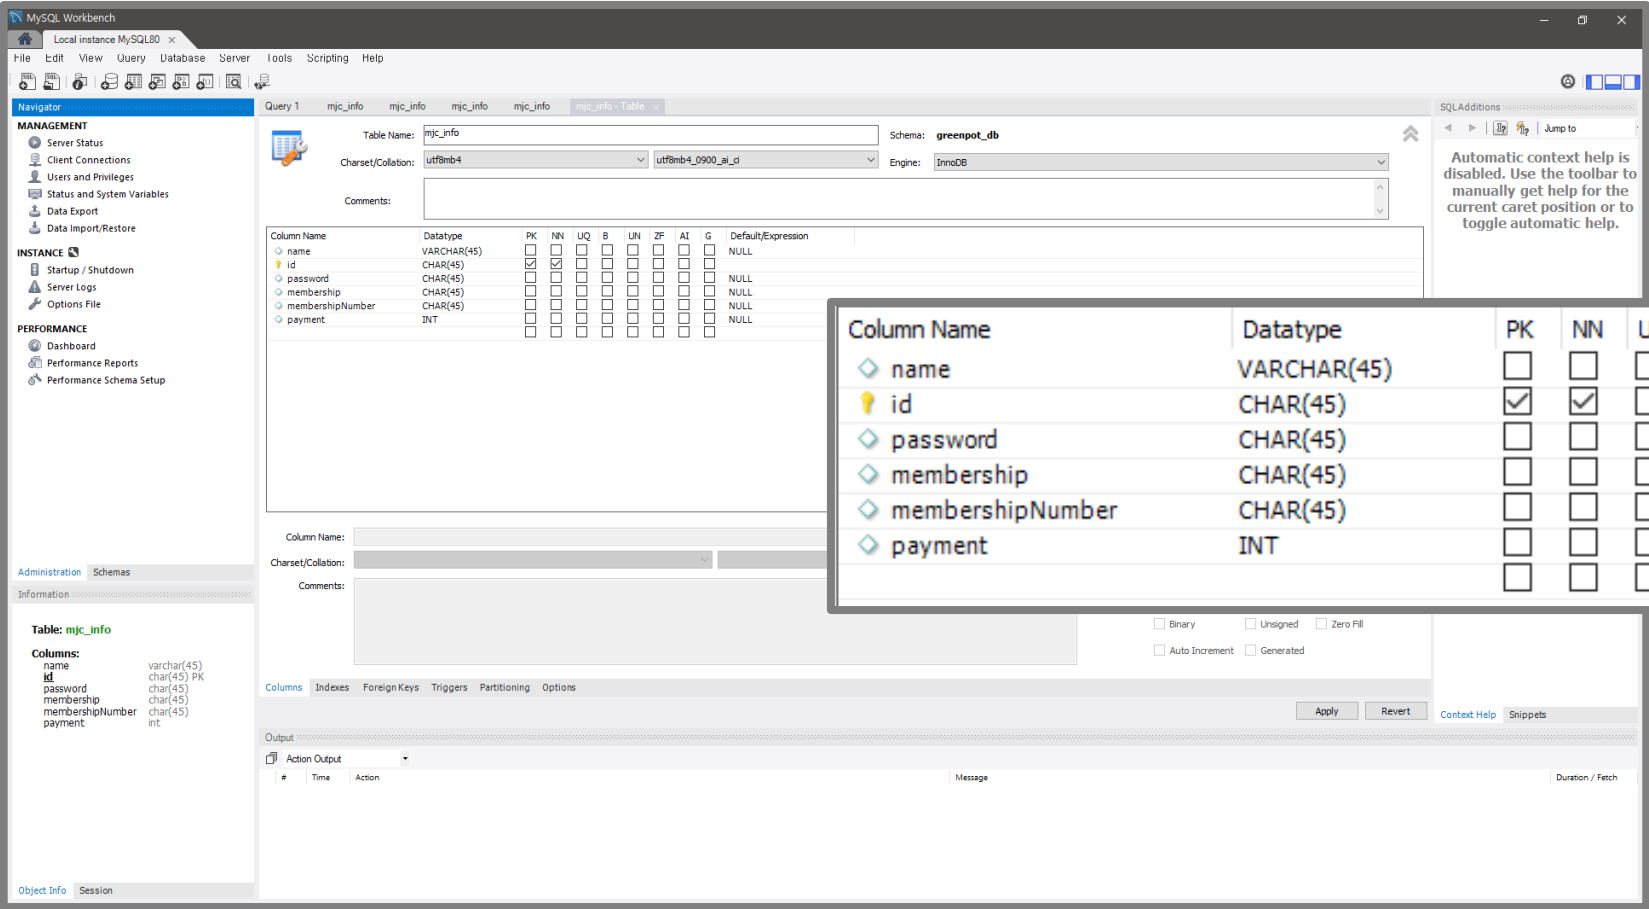 MySQL Workbench
Local instance MySQL80 ×
File Edit View Query Database Server Tools Scripting Help
Navigator
MANAGEMENT
Server Status
Client Connections
Users and Privileges
Status and System Variables
Data Export
Data Import/Restore
INSTANCE
Startup / Shutdown
Server Logs
Options File
PERFORMANCE
Dashboard
Performance Reports
Performance Schema Setup
Administration Schemas
Information
Table: mjc_info
Columns:
name varchar(45)
id char(45) PK
password char(45)
membership char(45)
membershipNumber char(45)
payment int
Object Info Session
Query 1 mjc_info mjc_info mjc_info mjc_info mjc_info - Table ×
Table Name: mjc_info Schema: greenpot_db
Charset/Collation: utf8mb4 utf8mb4_0900_ai_ci Engine: InnoDB
Comments:
Column Name Datatype PK NN UQ B UN ZF AI G Default/Expression
name VARCHAR(45) NULL
id CHAR(45)
password CHAR(45) NULL
membership CHAR(45) NULL
membershipNumber CHAR(45) NULL
payment INT NULL
Column Name Datatype PK NN U
name VARCHAR(45)
id CHAR(45)
password CHAR(45)
membership CHAR(45)
membershipNumber CHAR(45)
payment INT
Column Name:
Charset/Collation:
Comments:
Binary Unsigned Zero Fill
Auto Increment Generated
Columns Indexes Foreign Keys Triggers Partitioning Options
Apply Revert
Output
Action Output
# Time Action Message Duration / Fetch
SQLAdditions
Jump to
Automatic context help is
disabled. Use the toolbar to
manually get help for the
current caret position or to
toggle automatic help.
Context Help Snippets